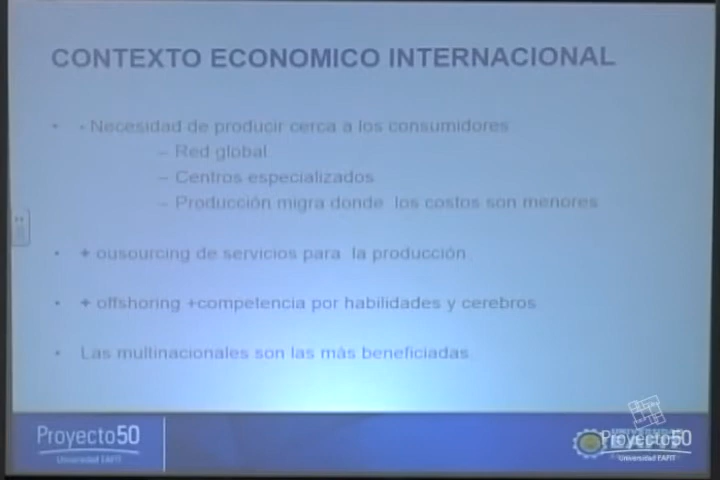 CONTEXTO ECONOMICO INTERNACIONAL
• - Necesidad de producir cerca a los consumidores
– Red global
– Centros especializados
– Producción migra donde los costos son menores
• + ousourcing de servicios para la producción.
• + offshoring +competencia por habilidades y cerebros
• Las multinacionales son las más beneficiadas
Proyecto50
Universidad EAFIT
Proyecto50
Universidad EAFIT